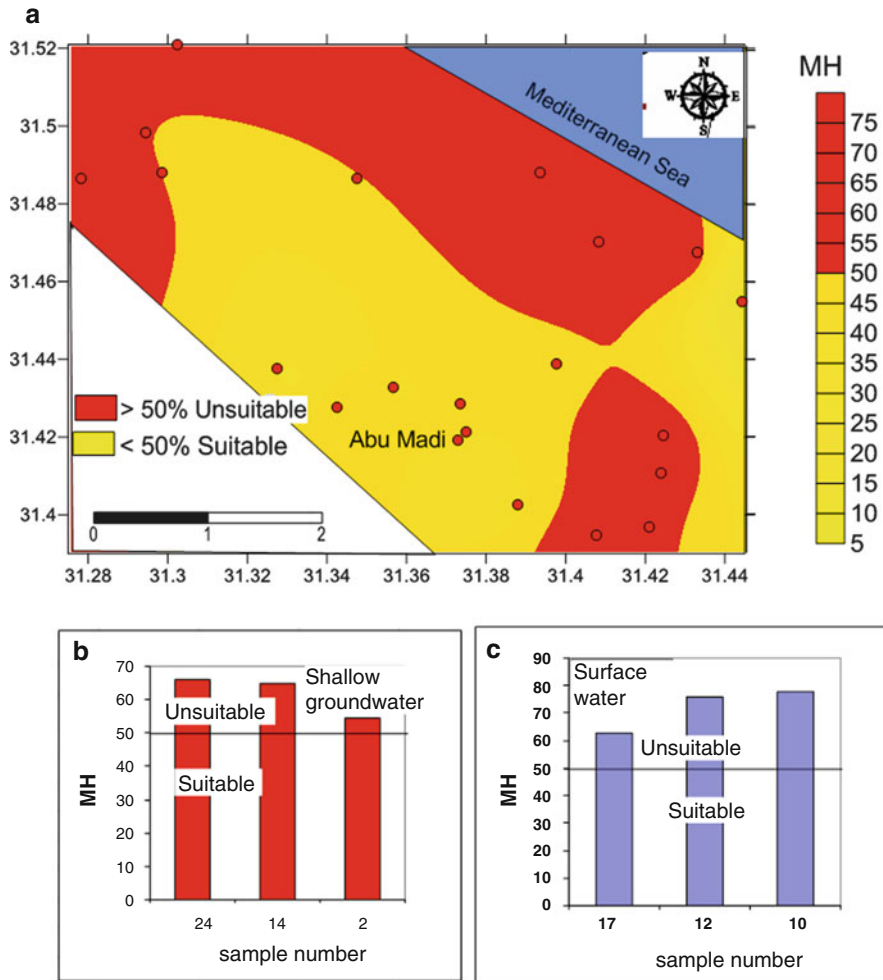 a
31.52
31.5
31.48
31.46
31.44
31.42
31.4
Mediterranean Sea
N
W E
S
MH
75
70
65
60
55
50
45
40
35
30
25
20
15
10
5
> 50% Unsuitable
< 50% Suitable
Abu Madi
0 1 2
31.28 31.3 31.32 31.34 31.36 31.38 31.4 31.42 31.44
b
70
60
50
40
30
20
10
0
MH
Shallow
groundwater
Unsuitable
Suitable
24 14 2
sample number
c
90
80
70
60
50
40
30
20
10
0
MH
Surface
water
Unsuitable
Suitable
17 12 10
sample number